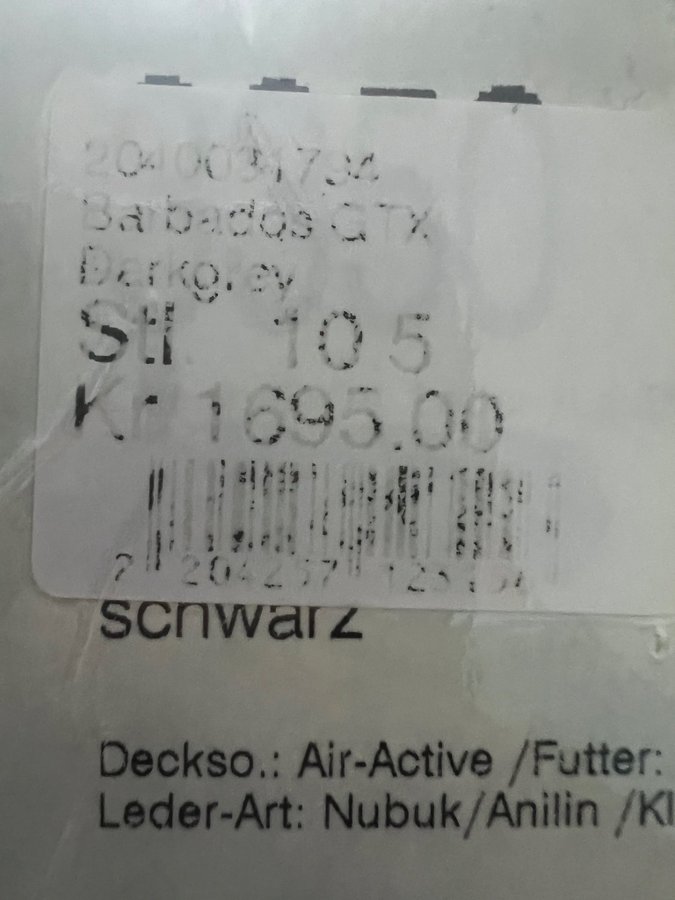 Barbados GTX
Darkgrey
Stl. 10.5
Kr 1695.00
schwarz
Deckso.: Air-Active /Futter:
Leder-Art: Nubuk/Anilin /Kl